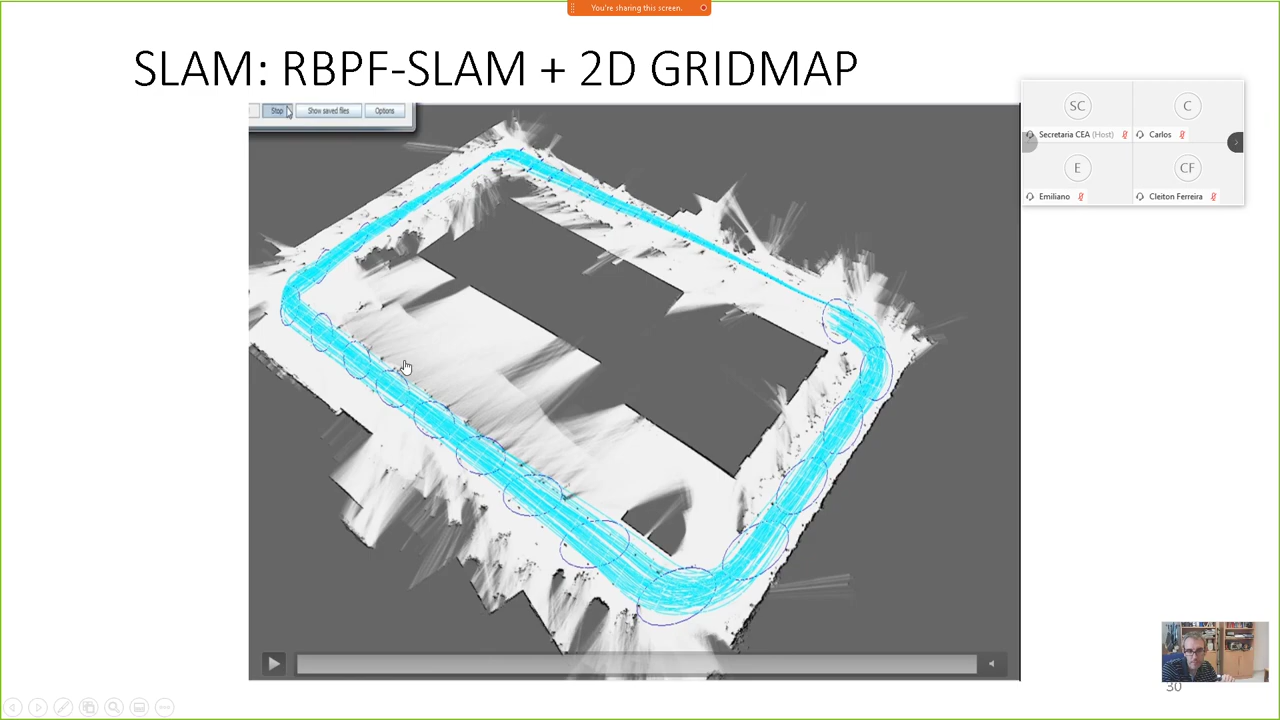 You're sharing this screen.
SLAM: RBPF-SLAM + 2D GRIDMAP
Stop
Show saved files
Options
SC
C
Secretaria CEA (Host)
Carlos
E
CF
Emiliano
Cleiton Ferreira
30